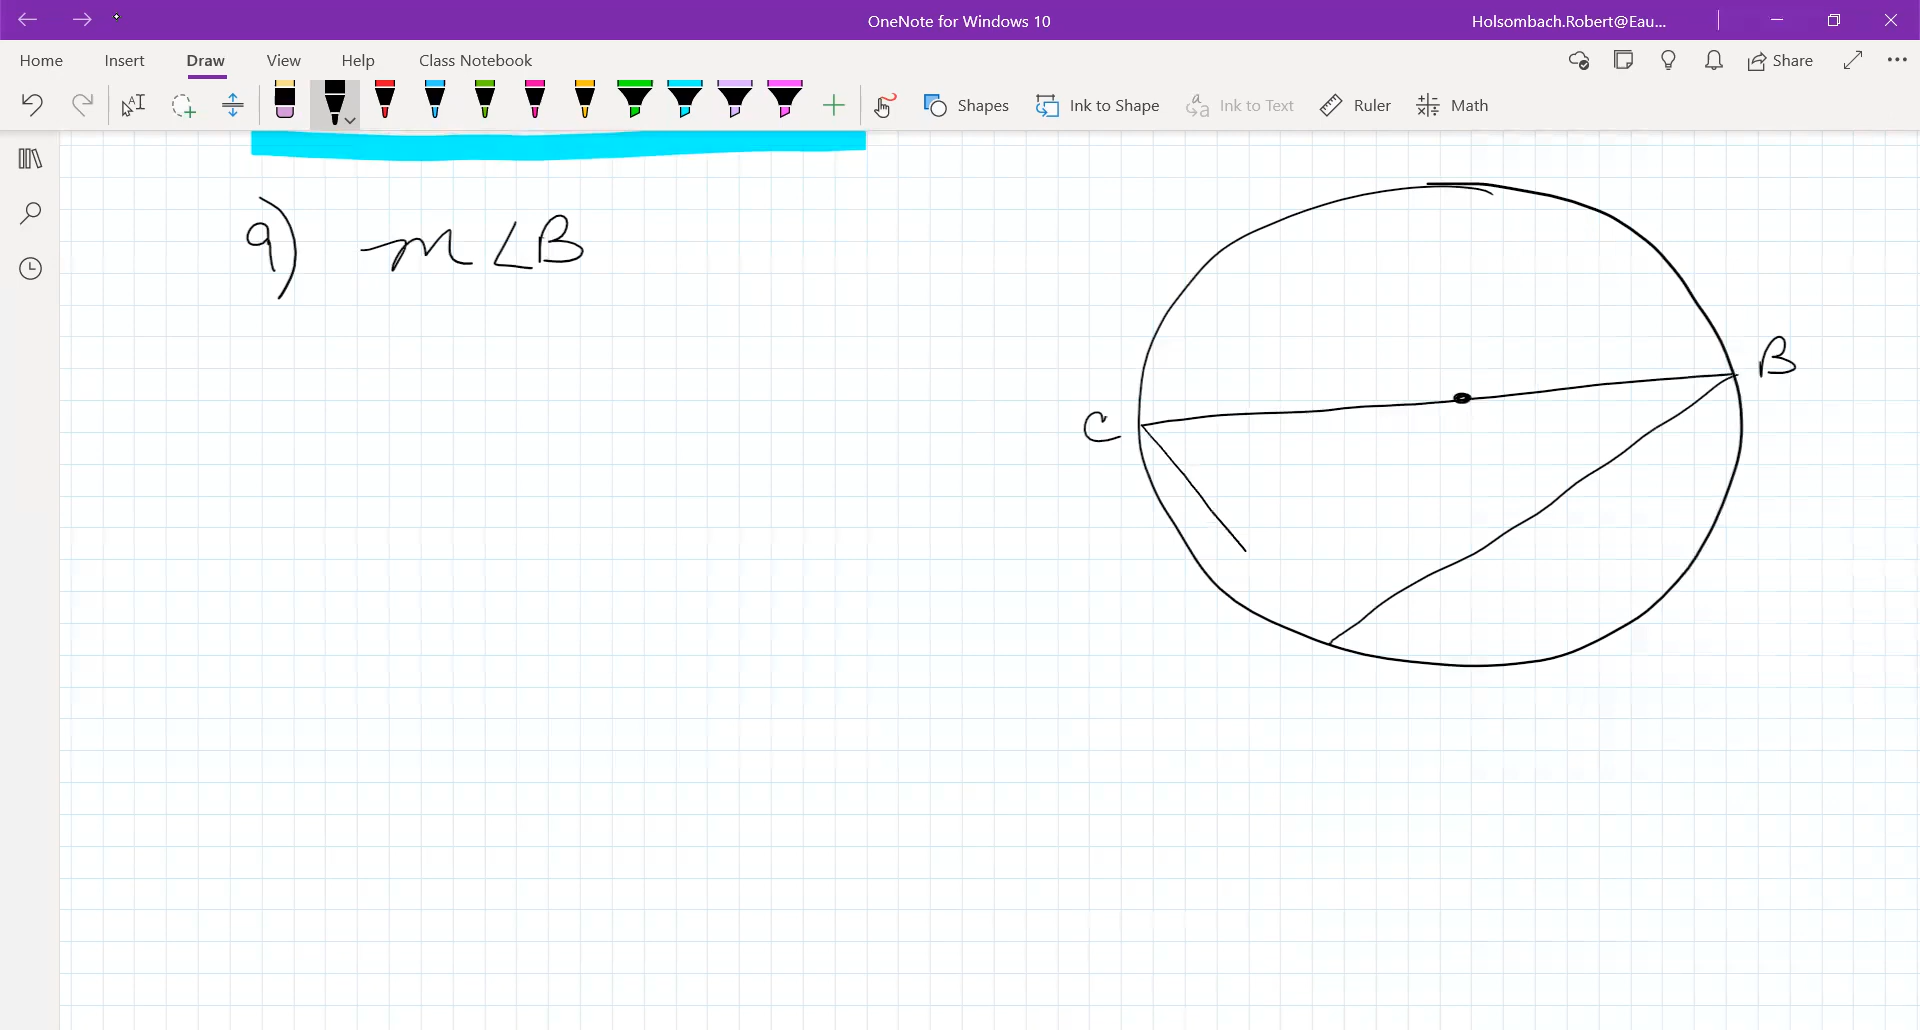 OneNote for Windows 10
Holsombach.Robert@Eau...
Home Insert Draw View Help Class Notebook
Share
Shapes Ink to Shape Ink to Text Ruler Math
9) m∠B
B
C